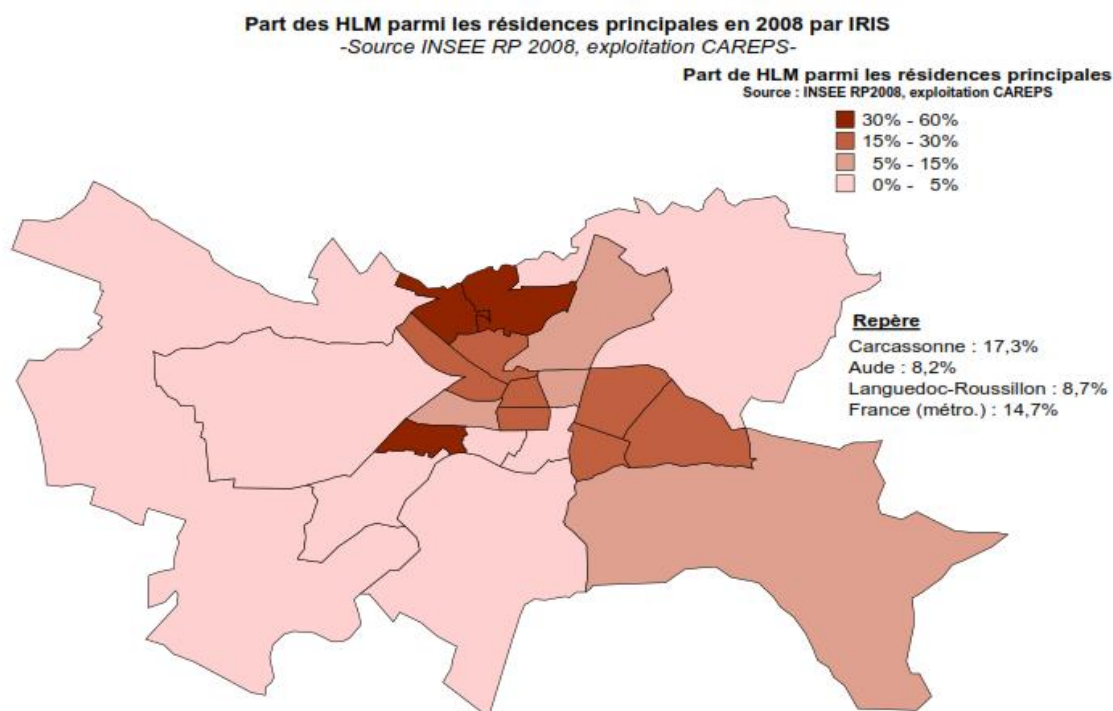 Part des HLM parmi les résidences principales en 2008 par IRIS
-Source INSEE RP 2008, exploitation CAREPS-
Part de HLM parmi les résidences principales
Source : INSEE RP2008, exploitation CAREPS
30% - 60%
15% - 30%
5% - 15%
0% - 5%
Repère
Carcassonne : 17,3%
Aude : 8,2%
Languedoc-Roussillon : 8,7%
France (métro.) : 14,7%